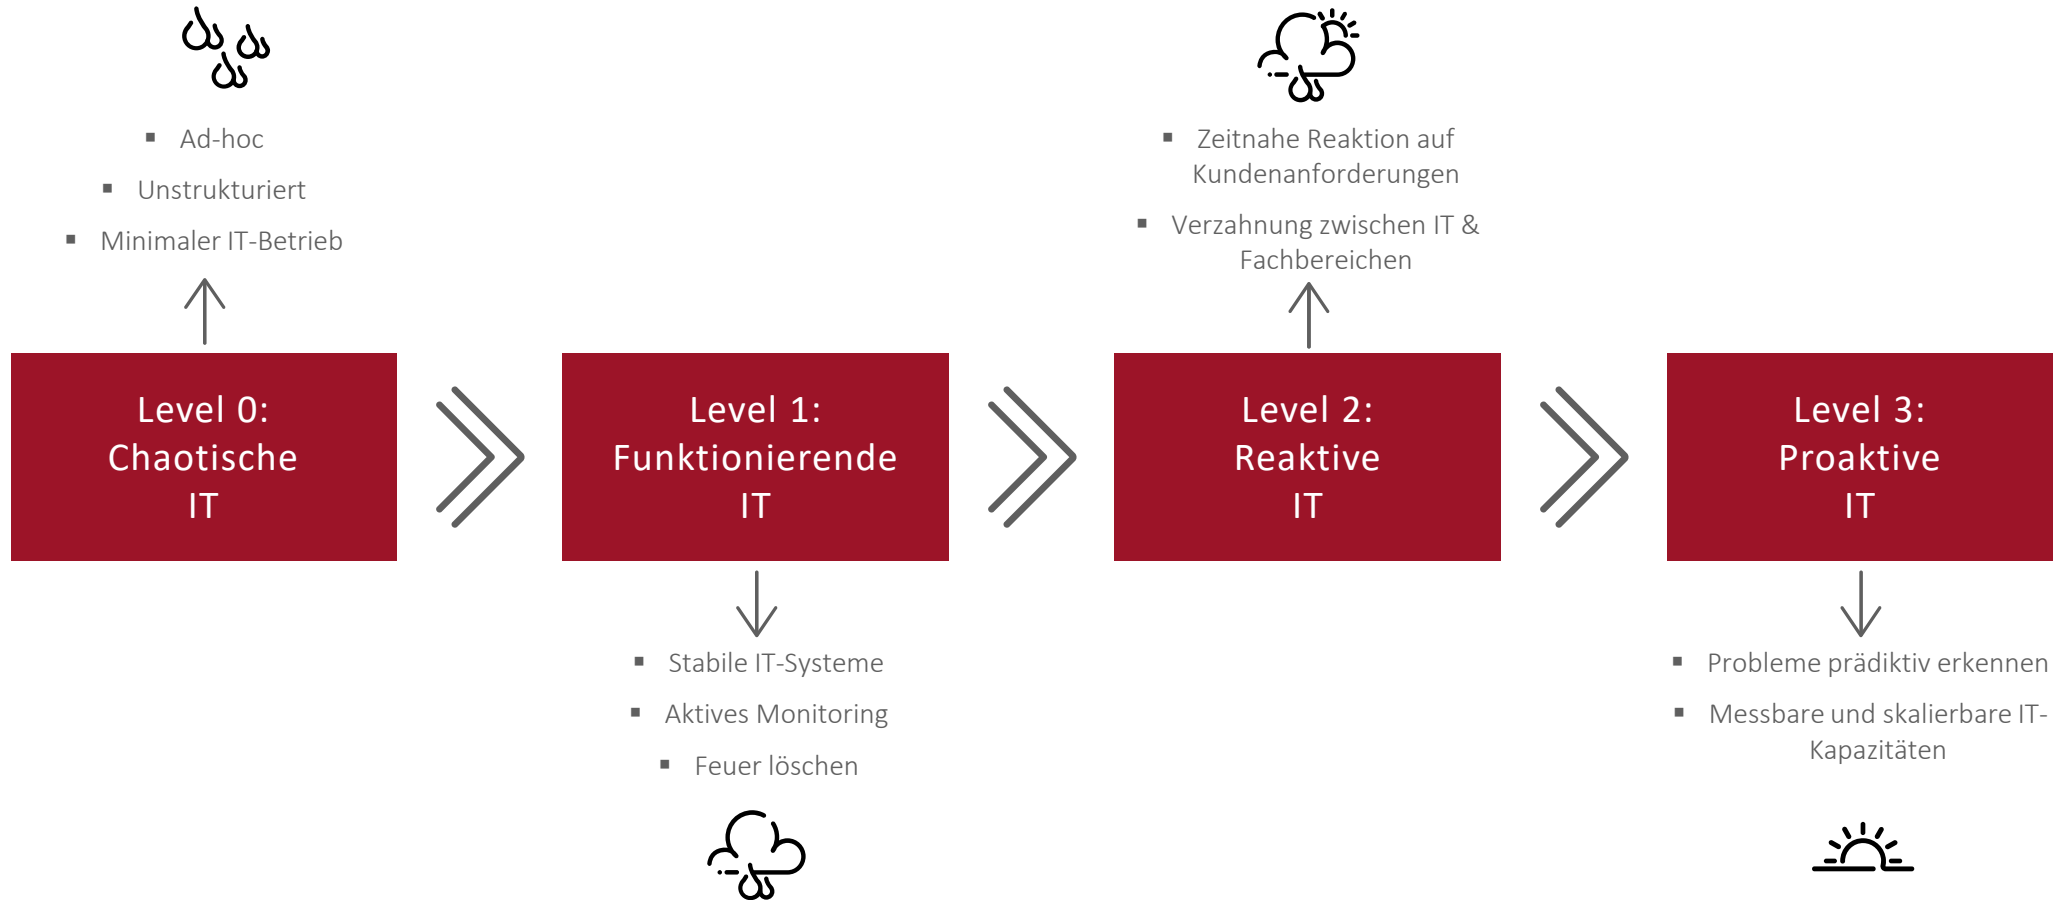 ▪ Ad-hoc
▪ Unstrukturiert
▪ Minimaler IT-Betrieb
Level 0:
Chaotische
IT
Level 1:
Funktionierende
IT
▪ Stabile IT-Systeme
▪ Aktives Monitoring
▪ Feuer löschen
▪ Zeitnahe Reaktion auf
Kundenanforderungen
▪ Verzahnung zwischen IT &
Fachbereichen
Level 2:
Reaktive
IT
Level 3:
Proaktive
IT
▪ Probleme prädiktiv erkennen
▪ Messbare und skalierbare IT-
Kapazitäten